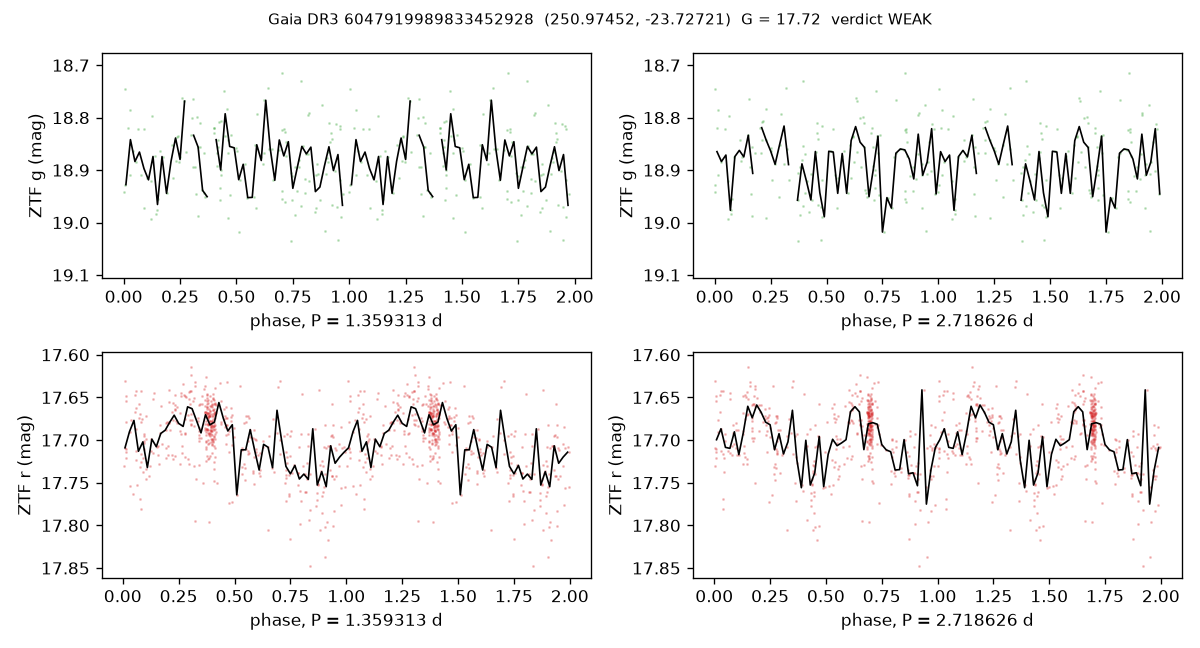 Gaia DR3 6047919989833452928  (250.97452, -23.72721)  G = 17.72  verdict WEAK
18.7
18.8
18.9
19.0
19.1
ZTF g (mag)
0.00 0.25 0.50 0.75 1.00 1.25 1.50 1.75 2.00
phase, P = 1.359313 d
18.7
18.8
18.9
19.0
19.1
ZTF g (mag)
0.00 0.25 0.50 0.75 1.00 1.25 1.50 1.75 2.00
phase, P = 2.718626 d
17.60
17.65
17.70
17.75
17.80
17.85
ZTF r (mag)
0.00 0.25 0.50 0.75 1.00 1.25 1.50 1.75 2.00
phase, P = 1.359313 d
17.60
17.65
17.70
17.75
17.80
17.85
ZTF r (mag)
0.00 0.25 0.50 0.75 1.00 1.25 1.50 1.75 2.00
phase, P = 2.718626 d